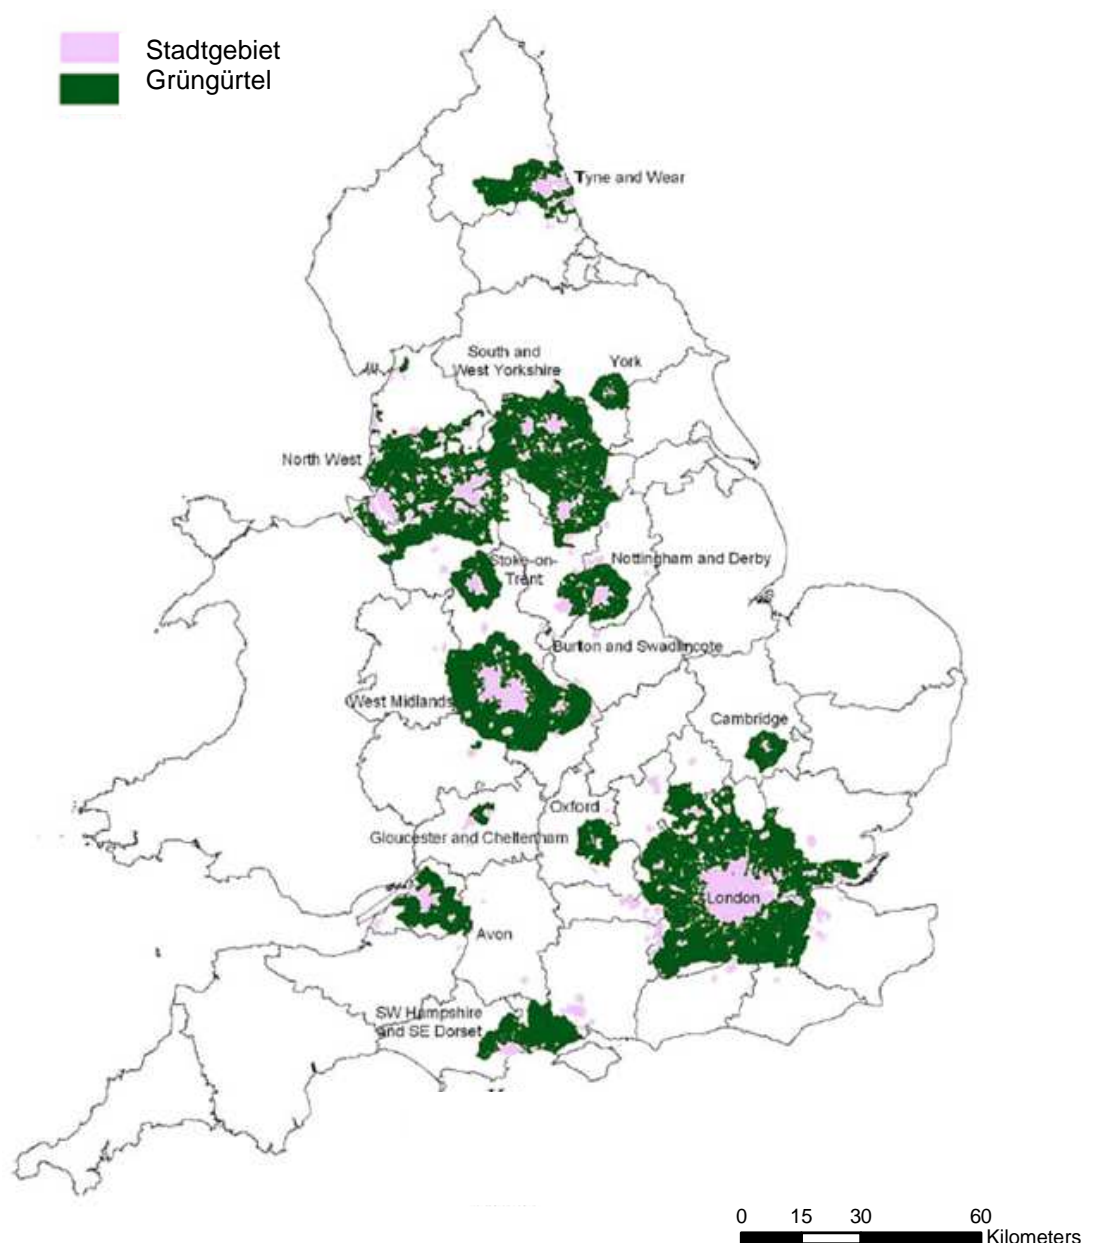 Stadtgebiet
Grüngürtel
Tyne and Wear
South and
West Yorkshire
York
North West
Stoke-on-
Trent
Nottingham and Derby
Burton and Swadlincote
West Midlands
Cambridge
Oxford
Gloucester and Cheltenham
London
Avon
SW Hampshire
and SE Dorset
0 15 30 60
Kilometers